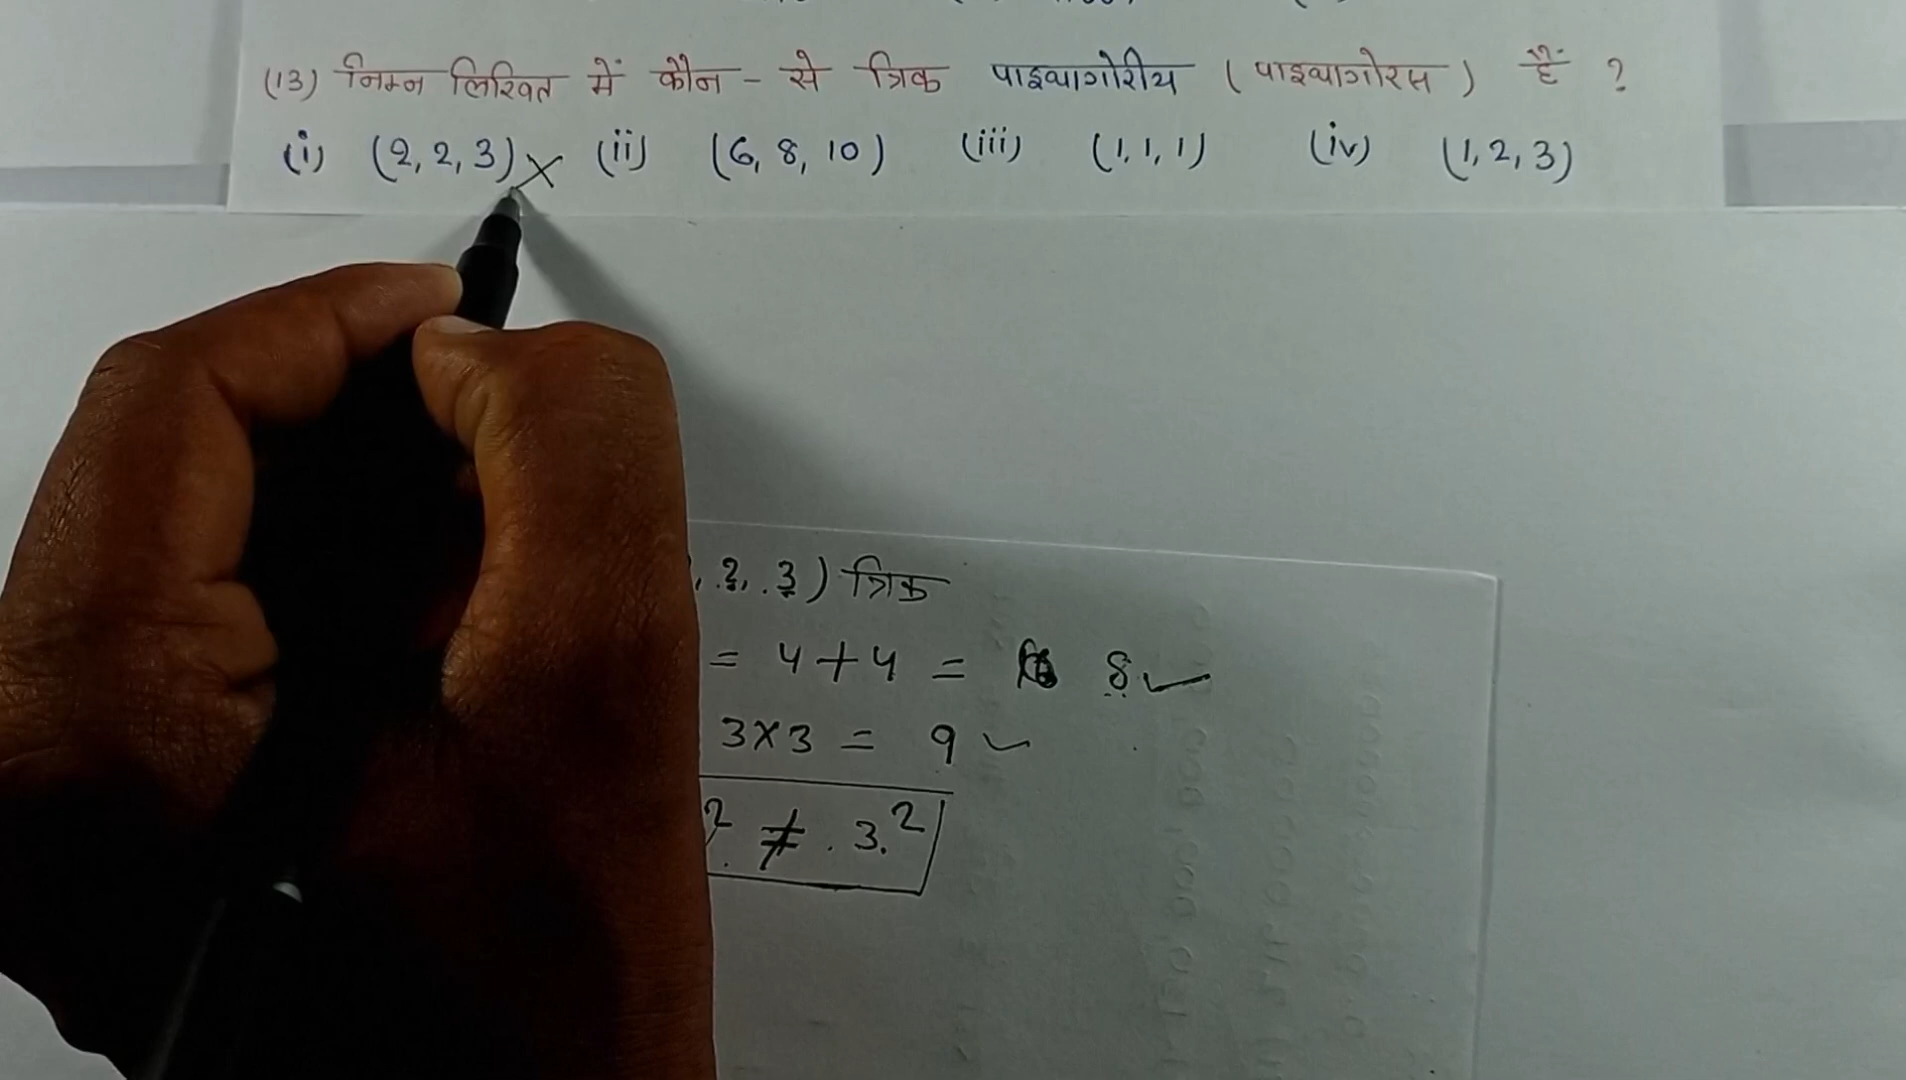 (13) निम्न लिखित में कौन - से त्रिक पाइथागोरीय ( पाइथागोरस ) हैं ?
(i) (2, 2, 3) × (ii) (6, 8, 10) (iii) (1, 1, 1) (iv) (1, 2, 3)
, 2, 3) त्रिक
= 4+4 = 8 ✓
3×3 = 9 ✓
² ≠ 3²